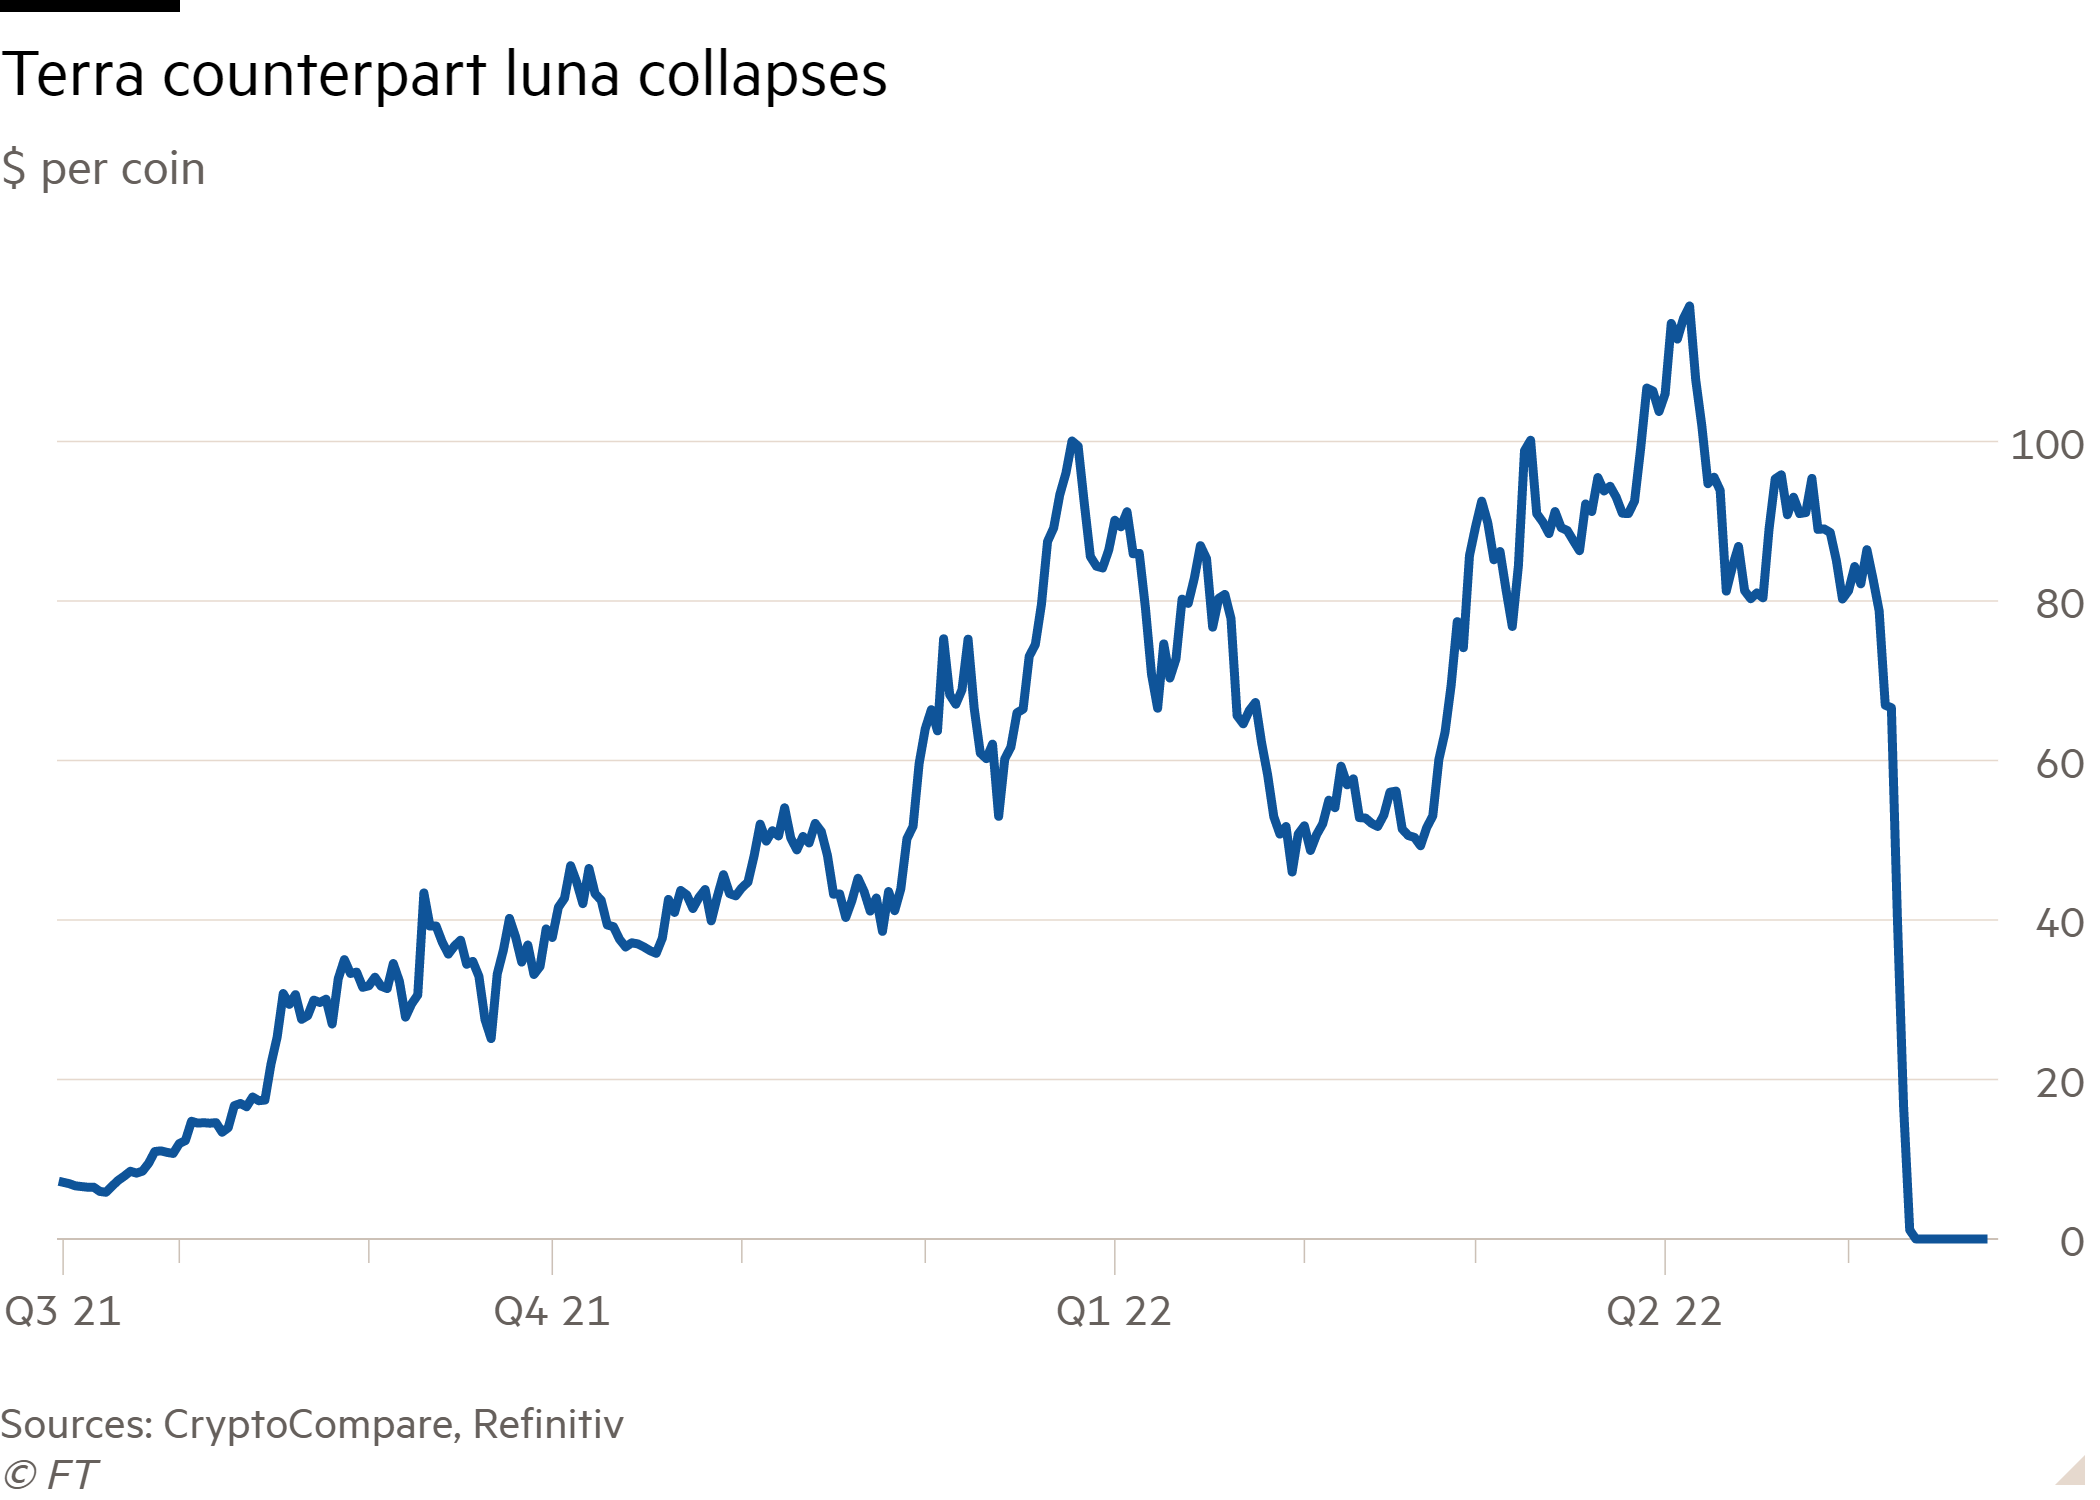 Terra counterpart luna collapses
$ per coin
100
80
60
40
20
0
Q3 21 Q4 21 Q1 22 Q2 22
Sources: CryptoCompare, Refinitiv
© FT